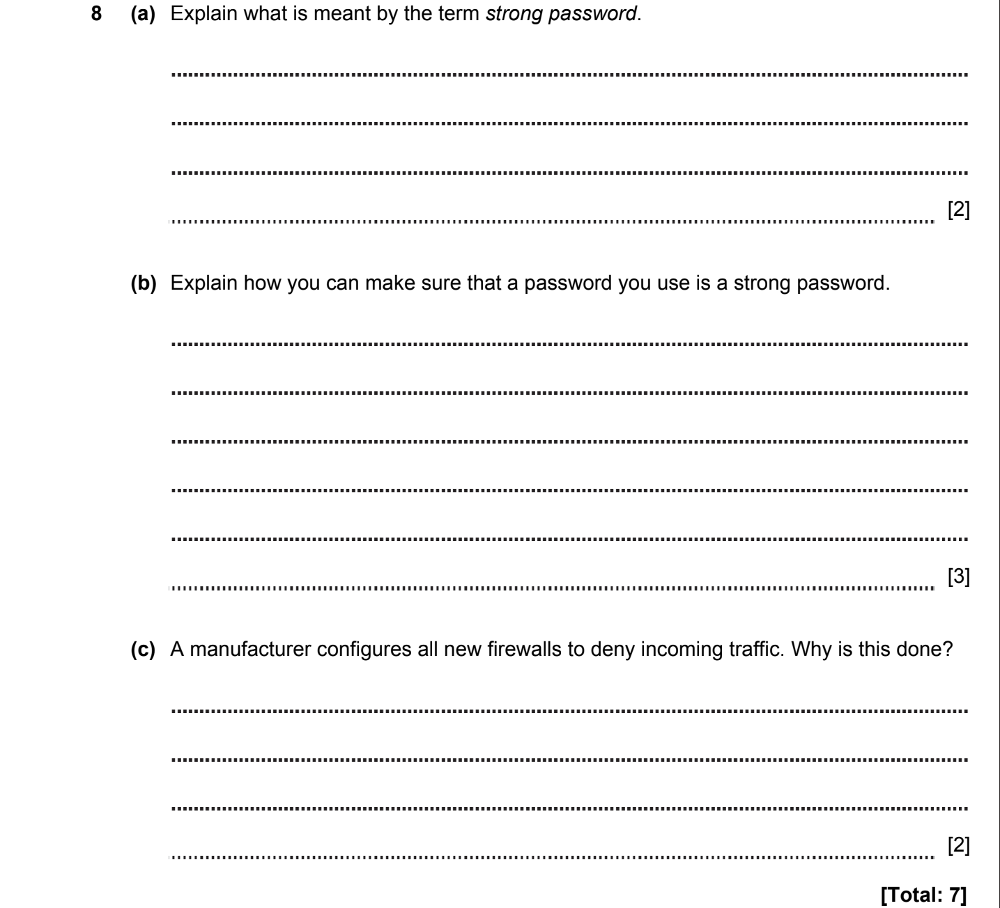 8 (a) Explain what is meant by the term strong password.
[2]
(b) Explain how you can make sure that a password you use is a strong password.
[3]
(c) A manufacturer configures all new firewalls to deny incoming traffic. Why is this done?
[2]
[Total: 7]